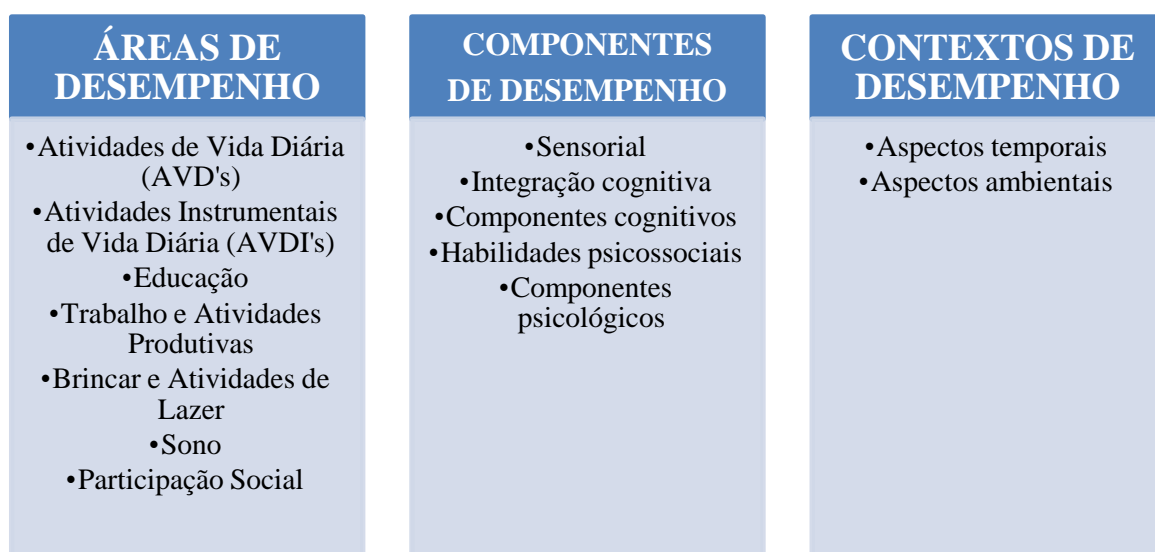 ÁREAS DE
DESEMPENHO
•Atividades de Vida Diária
(AVD's)
•Atividades Instrumentais
de Vida Diária (AVDI's)
•Educação
•Trabalho e Atividades
Produtivas
•Brincar e Atividades de
Lazer
•Sono
•Participação Social
COMPONENTES
DE DESEMPENHO
•Sensorial
•Integração cognitiva
•Componentes cognitivos
•Habilidades psicossociais
•Componentes
psicológicos
CONTEXTOS DE
DESEMPENHO
•Aspectos temporais
•Aspectos ambientais